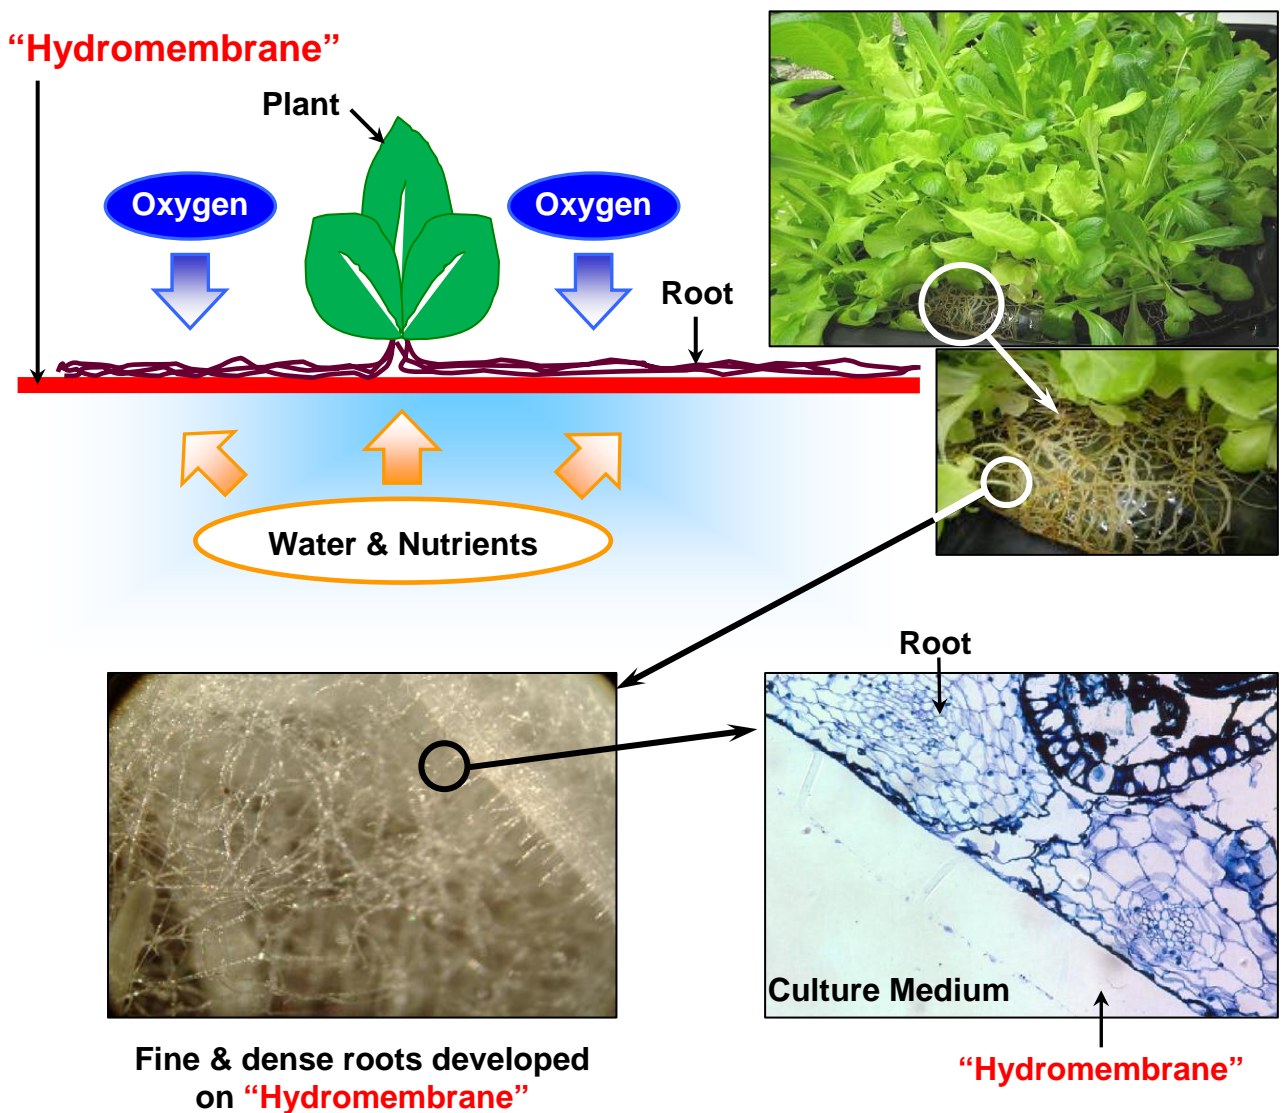 “Hydromembrane”
Plant
Oxygen
Oxygen
Root
Water & Nutrients
Root
Culture Medium
Fine & dense roots developed
on “Hydromembrane”
“Hydromembrane”